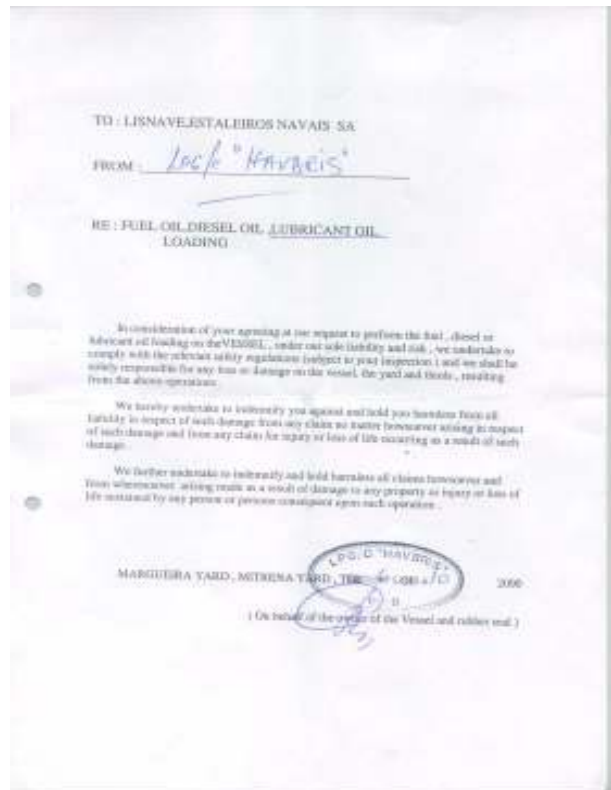 TO : LISNAVE,ESTALEIROS NAVAIS SA
FROM : LPG/c "HAVBRIS"
RE : FUEL OIL,DIESEL OIL, LUBRICANT OIL
LOADING
In consideration of your agreeing at our request to perform the fuel , diesel or
lubricant oil loading on the VESSEL , under our sole liability and risk , we undertake to
comply with the relevant safety regulations (subject to your inspection ) and we shall be
solely responsible for any loss or damage on the vessel, the yard and thirds , resulting
from the above operations
We hereby undertake to indemnify you against and hold you harmless from all
liability in respect of such damage from any claim no matter howsoever arising in respect
of such damage and from any claim for injury or loss of life occurring as a result of such
damage
We further undertake to indemnify and hold harmless all claims howsoever and
from whensoever arising made as a result of damage to any property or injury or loss of
life sustained by any person or persons consequent upon such operation .
LPG/C "HAVBRIS"
MARGUEIRA YARD , MITRENA YARD , 2000
( On behalf of the owner of the Vessel and rubber seal )